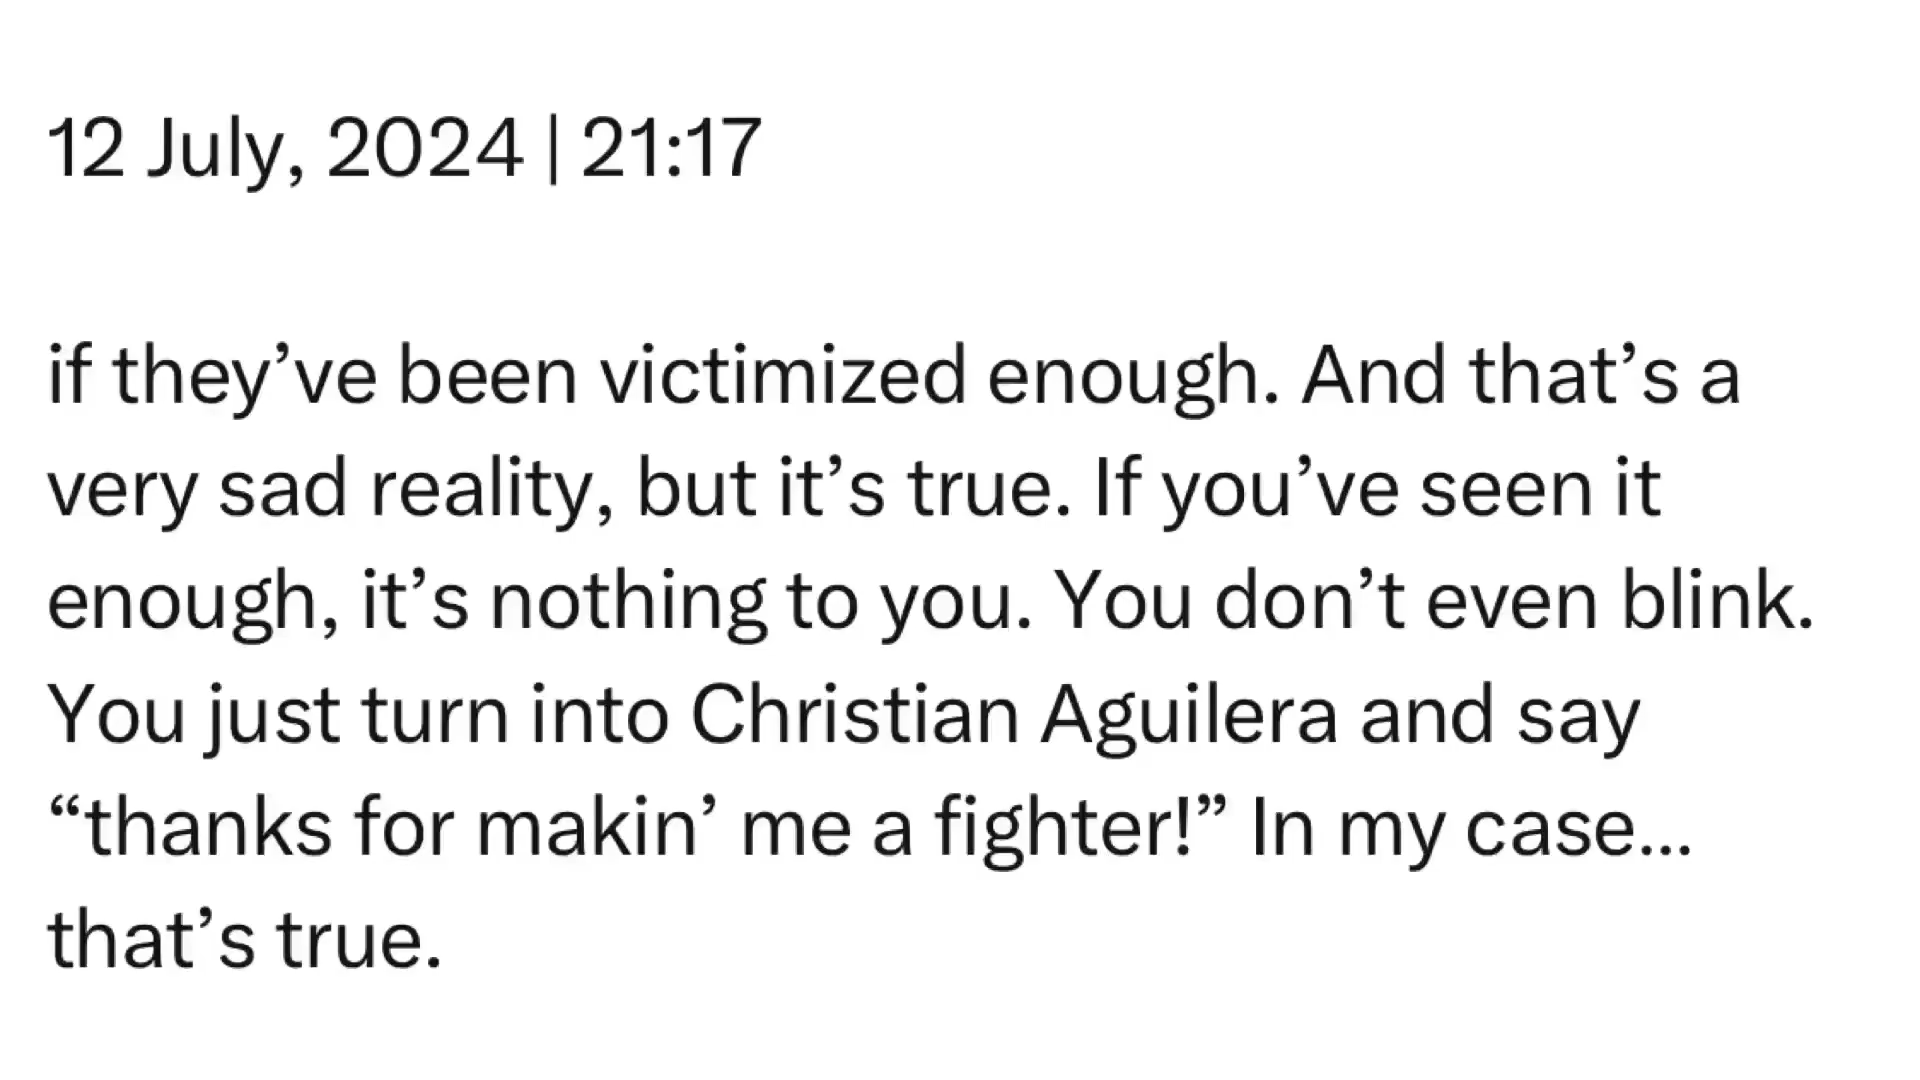 12 July, 2024 | 21:17
if they’ve been victimized enough. And that’s a
very sad reality, but it’s true. If you’ve seen it
enough, it’s nothing to you. You don’t even blink.
You just turn into Christian Aguilera and say
“thanks for makin’ me a fighter!” In my case...
that’s true.